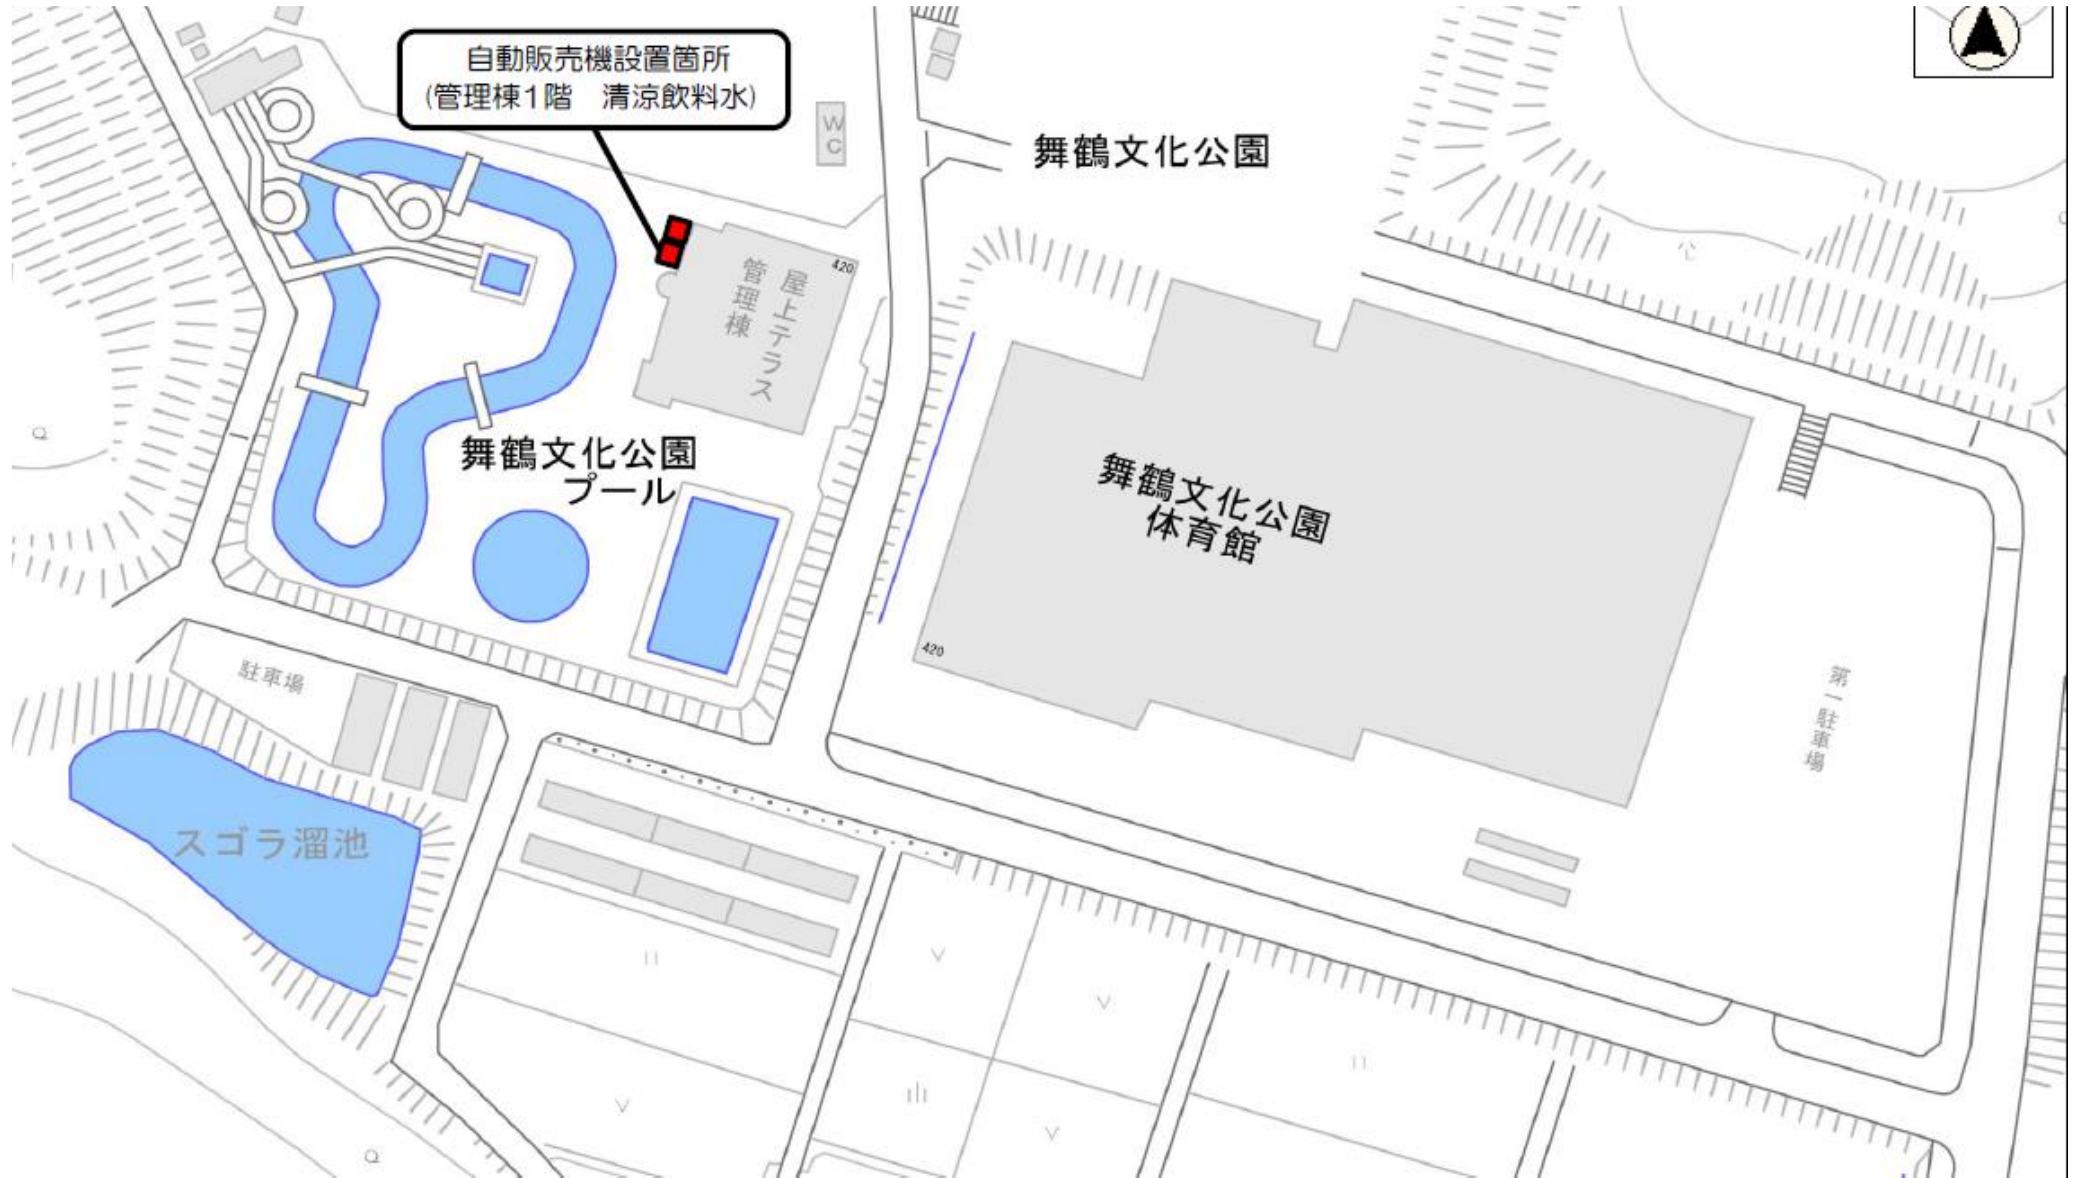 自動販売機設置箇所
(管理棟1階　清涼飲料水)
WC
舞鶴文化公園
420
管理棟
屋上テラス
舞鶴文化公園
プール
舞鶴文化公園
体育館
420
第一駐車場
駐車場
スゴラ溜池